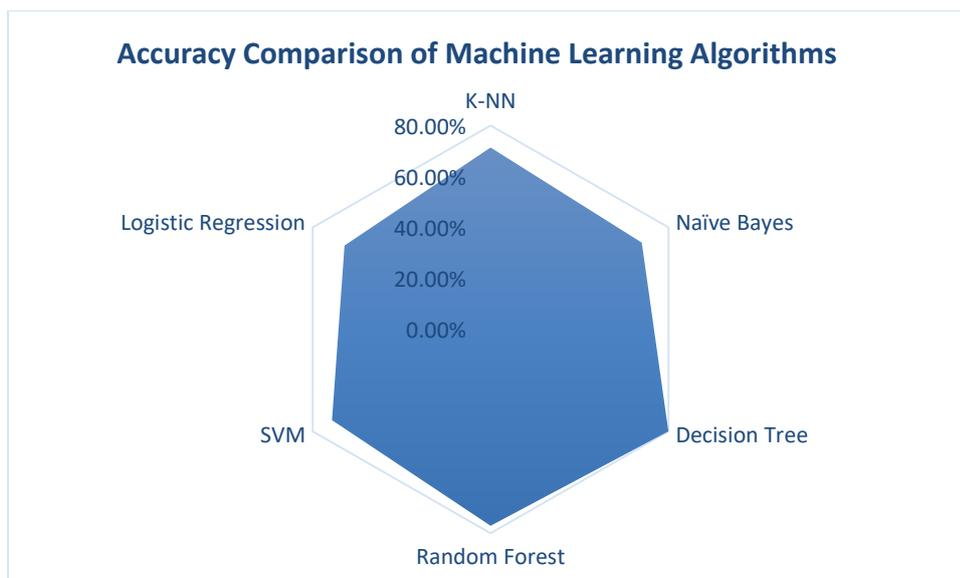 Accuracy Comparison of Machine Learning Algorithms
K-NN
80.00%
60.00%
40.00%
20.00%
0.00%
Logistic Regression
Naïve Bayes
SVM
Decision Tree
Random Forest